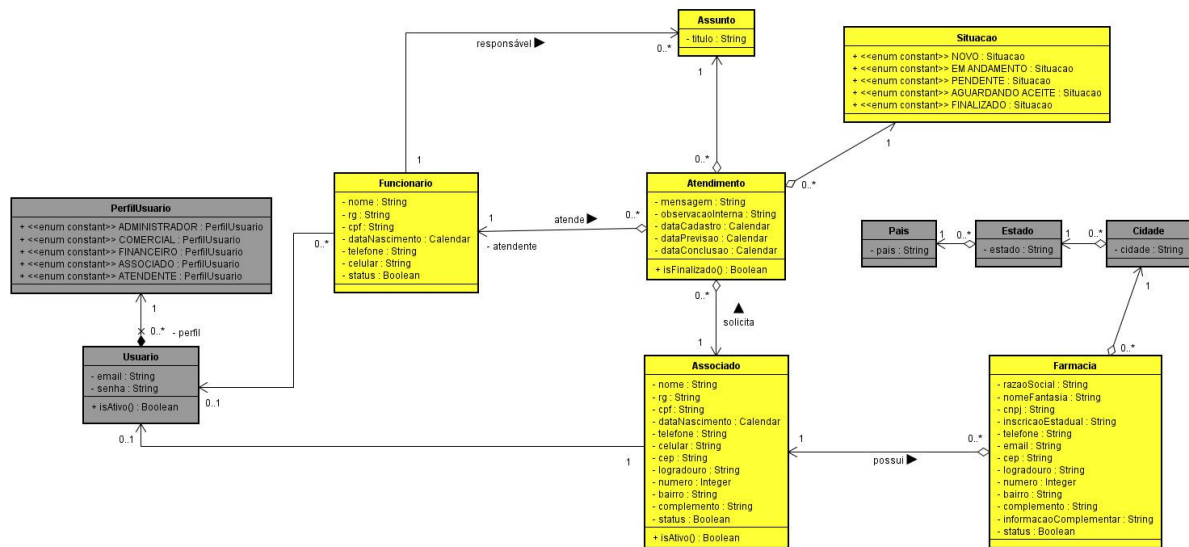 Assunto
- titulo : String
responsável ▶
0..*
1
1
0..*
Situacao
+ <<enum constant>> NOVO : Situacao
+ <<enum constant>> EM ANDAMENTO : Situacao
+ <<enum constant>> PENDENTE : Situacao
+ <<enum constant>> AGUARDANDO ACEITE : Situacao
+ <<enum constant>> FINALIZADO : Situacao
1
0..*
Funcionario
- nome : String
- rg : String
- cpf : String
- dataNascimento : Calendar
- telefone : String
- celular : String
- status : Boolean
1
atende ▶
0..*
- atendente
Atendimento
- mensagem : String
- observacaoInterna : String
- dataCadastro : Calendar
- dataPrevisao : Calendar
- dataConclusao : Calendar
+ isFinalizado() : Boolean
0..*
▲
solicita
1
PerfilUsuario
+ <<enum constant>> ADMINISTRADOR : PerfilUsuario
+ <<enum constant>> COMERCIAL : PerfilUsuario
+ <<enum constant>> FINANCEIRO : PerfilUsuario
+ <<enum constant>> ASSOCIADO : PerfilUsuario
+ <<enum constant>> ATENDENTE : PerfilUsuario
0..*
1
0..*
- perfil
Usuario
- email : String
- senha : String
+ isAtivo() : Boolean
0..1
0..1
1
Pais
- pais : String
1
0..*
Estado
- estado : String
1
0..*
Cidade
- cidade : String
1
0..*
Associado
- nome : String
- rg : String
- cpf : String
- dataNascimento : Calendar
- telefone : String
- celular : String
- cep : String
- logradouro : String
- numero : Integer
- bairro : String
- complemento : String
- status : Boolean
+ isAtivo() : Boolean
1
possui ▶
0..*
Farmacia
- razaoSocial : String
- nomeFantasia : String
- cnpj : String
- inscricaoEstadual : String
- telefone : String
- email : String
- cep : String
- logradouro : String
- numero : Integer
- bairro : String
- complemento : String
- informacaoComplementar : String
- status : Boolean